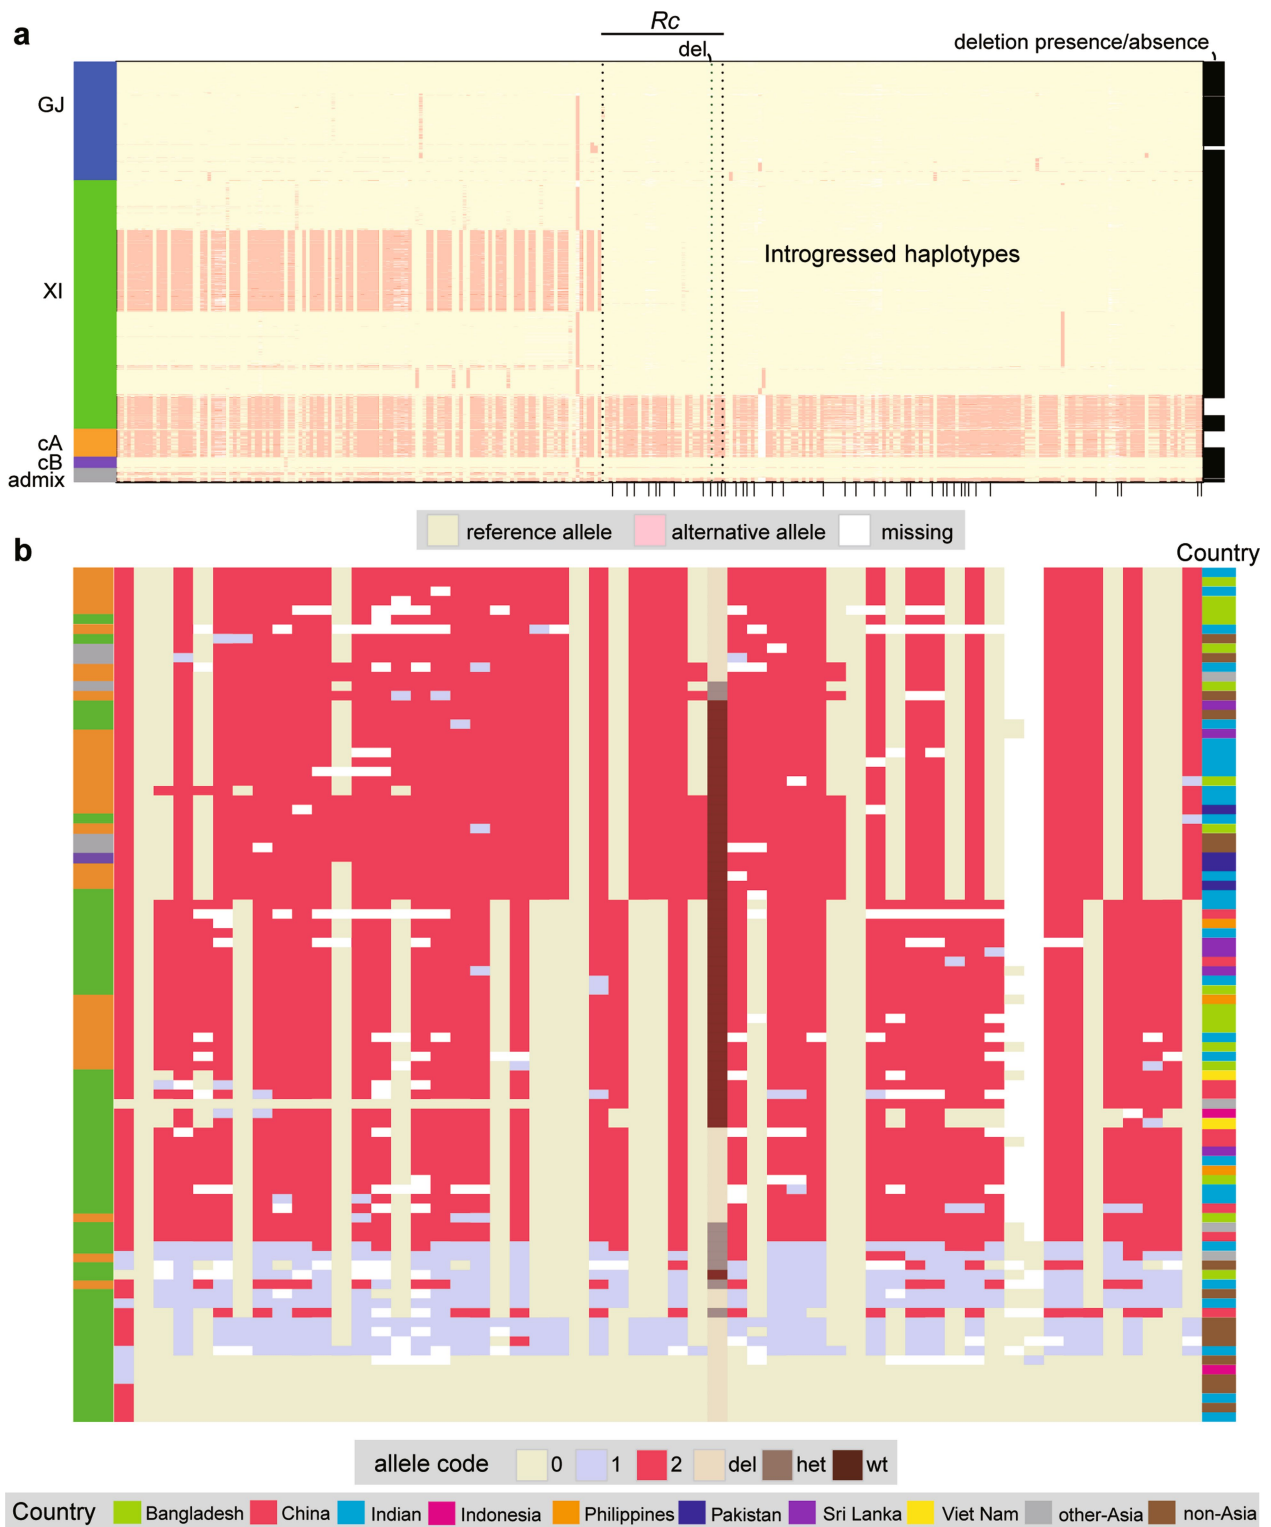 a
Rc
del
deletion presence/absence
GJ
XI
Introgressed haplotypes
cA
cB
admix
reference allele alternative allele missing
b
Country
allele code 0 1 2 del het wt
Country Bangladesh China Indian Indonesia Philippines Pakistan Sri Lanka Viet Nam other-Asia non-Asia